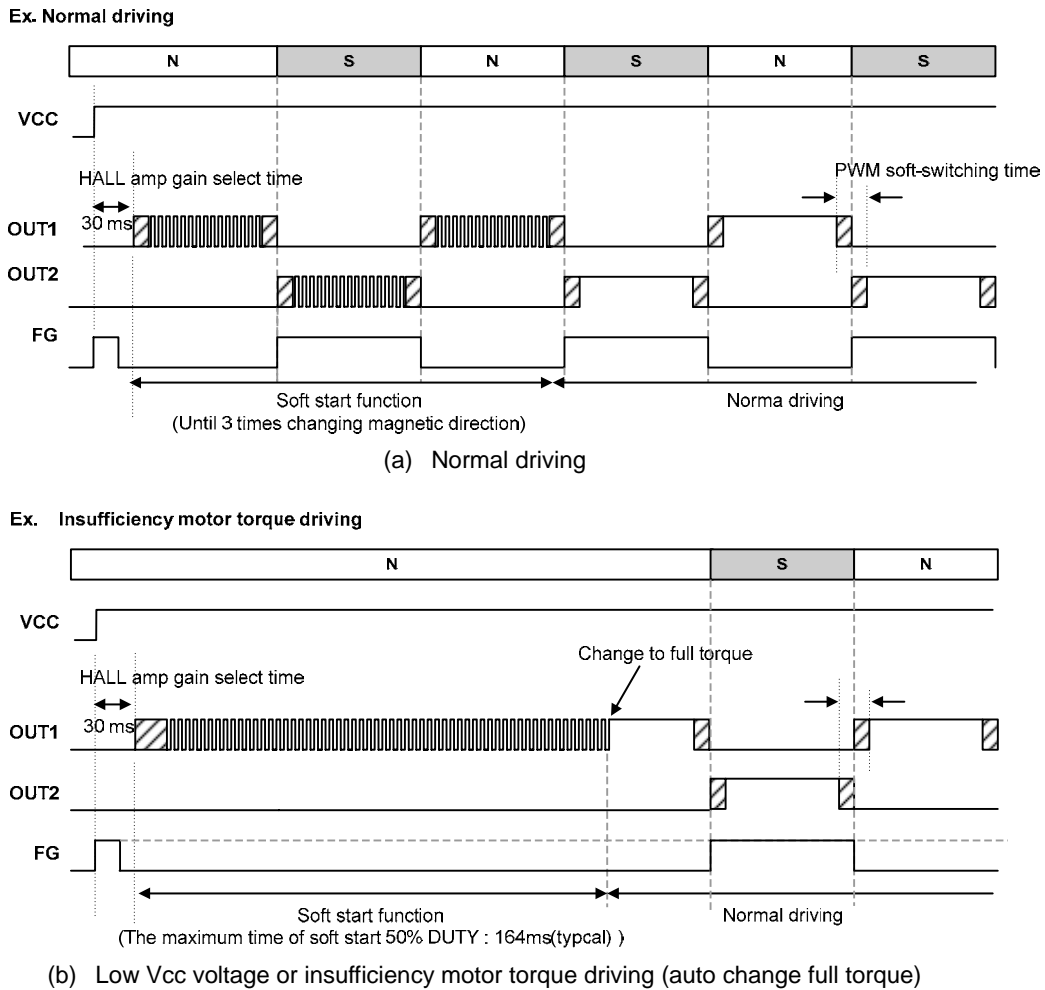 Ex. Normal driving
N S N S N S
VCC
HALL amp gain select time
PWM soft-switching time
30 ms
OUT1
OUT2
FG
Soft start function
Norma driving
(Until 3 times changing magnetic direction)
(a) Normal driving
Ex. Insufficiency motor torque driving
N S N
VCC
Change to full torque
HALL amp gain select time
30 ms
OUT1
OUT2
FG
Soft start function
Normal driving
(The maximum time of soft start 50% DUTY : 164ms(typcal) )
(b) Low Vcc voltage or insufficiency motor torque driving (auto change full torque)